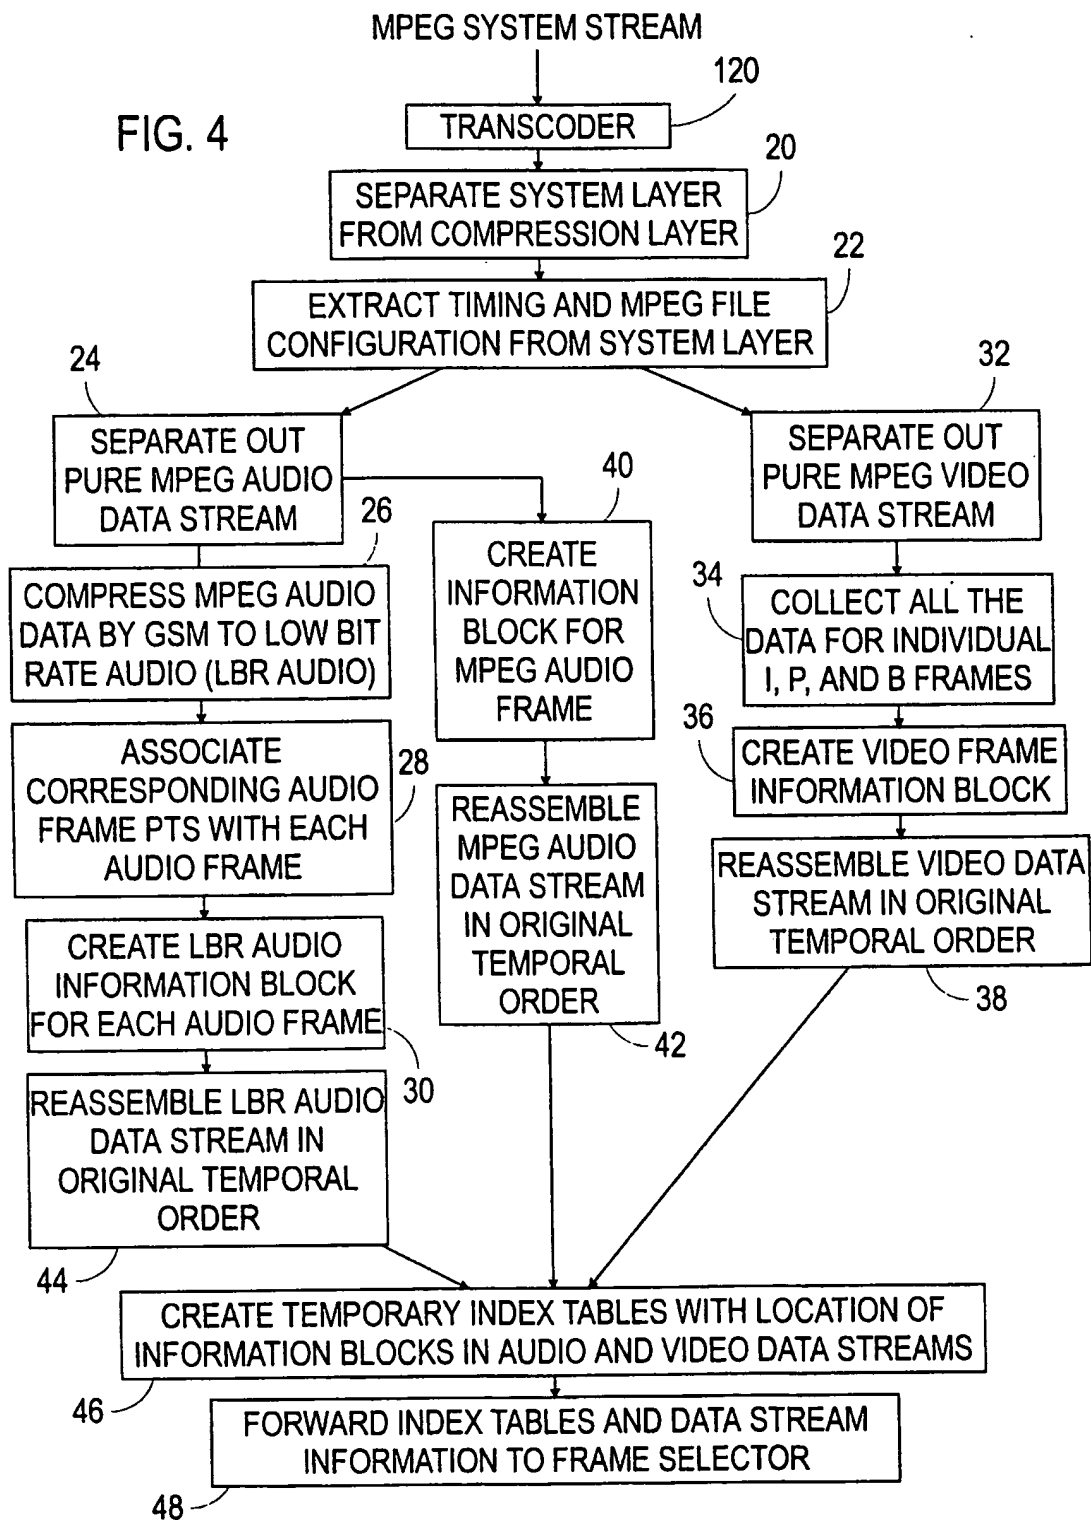 MPEG SYSTEM STREAM
FIG. 4
120
TRANSCODER
20
SEPARATE SYSTEM LAYER
FROM COMPRESSION LAYER
22
EXTRACT TIMING AND MPEG FILE
CONFIGURATION FROM SYSTEM LAYER
24
SEPARATE OUT
PURE MPEG AUDIO
DATA STREAM
26
COMPRESS MPEG AUDIO
DATA BY GSM TO LOW BIT
RATE AUDIO (LBR AUDIO)
ASSOCIATE
CORRESPONDING AUDIO
FRAME PTS WITH EACH
AUDIO FRAME
28
CREATE LBR AUDIO
INFORMATION BLOCK
FOR EACH AUDIO FRAME
30
REASSEMBLE LBR AUDIO
DATA STREAM IN
ORIGINAL TEMPORAL
ORDER
44
40
CREATE
INFORMATION
BLOCK FOR
MPEG AUDIO
FRAME
REASSEMBLE
MPEG AUDIO
DATA STREAM
IN ORIGINAL
TEMPORAL
ORDER
42
32
SEPARATE OUT
PURE MPEG VIDEO
DATA STREAM
34
COLLECT ALL THE
DATA FOR INDIVIDUAL
I, P, AND B FRAMES
36
CREATE VIDEO FRAME
INFORMATION BLOCK
REASSEMBLE VIDEO DATA
STREAM IN ORIGINAL
TEMPORAL ORDER
38
CREATE TEMPORARY INDEX TABLES WITH LOCATION OF
INFORMATION BLOCKS IN AUDIO AND VIDEO DATA STREAMS
46
FORWARD INDEX TABLES AND DATA STREAM
INFORMATION TO FRAME SELECTOR
48